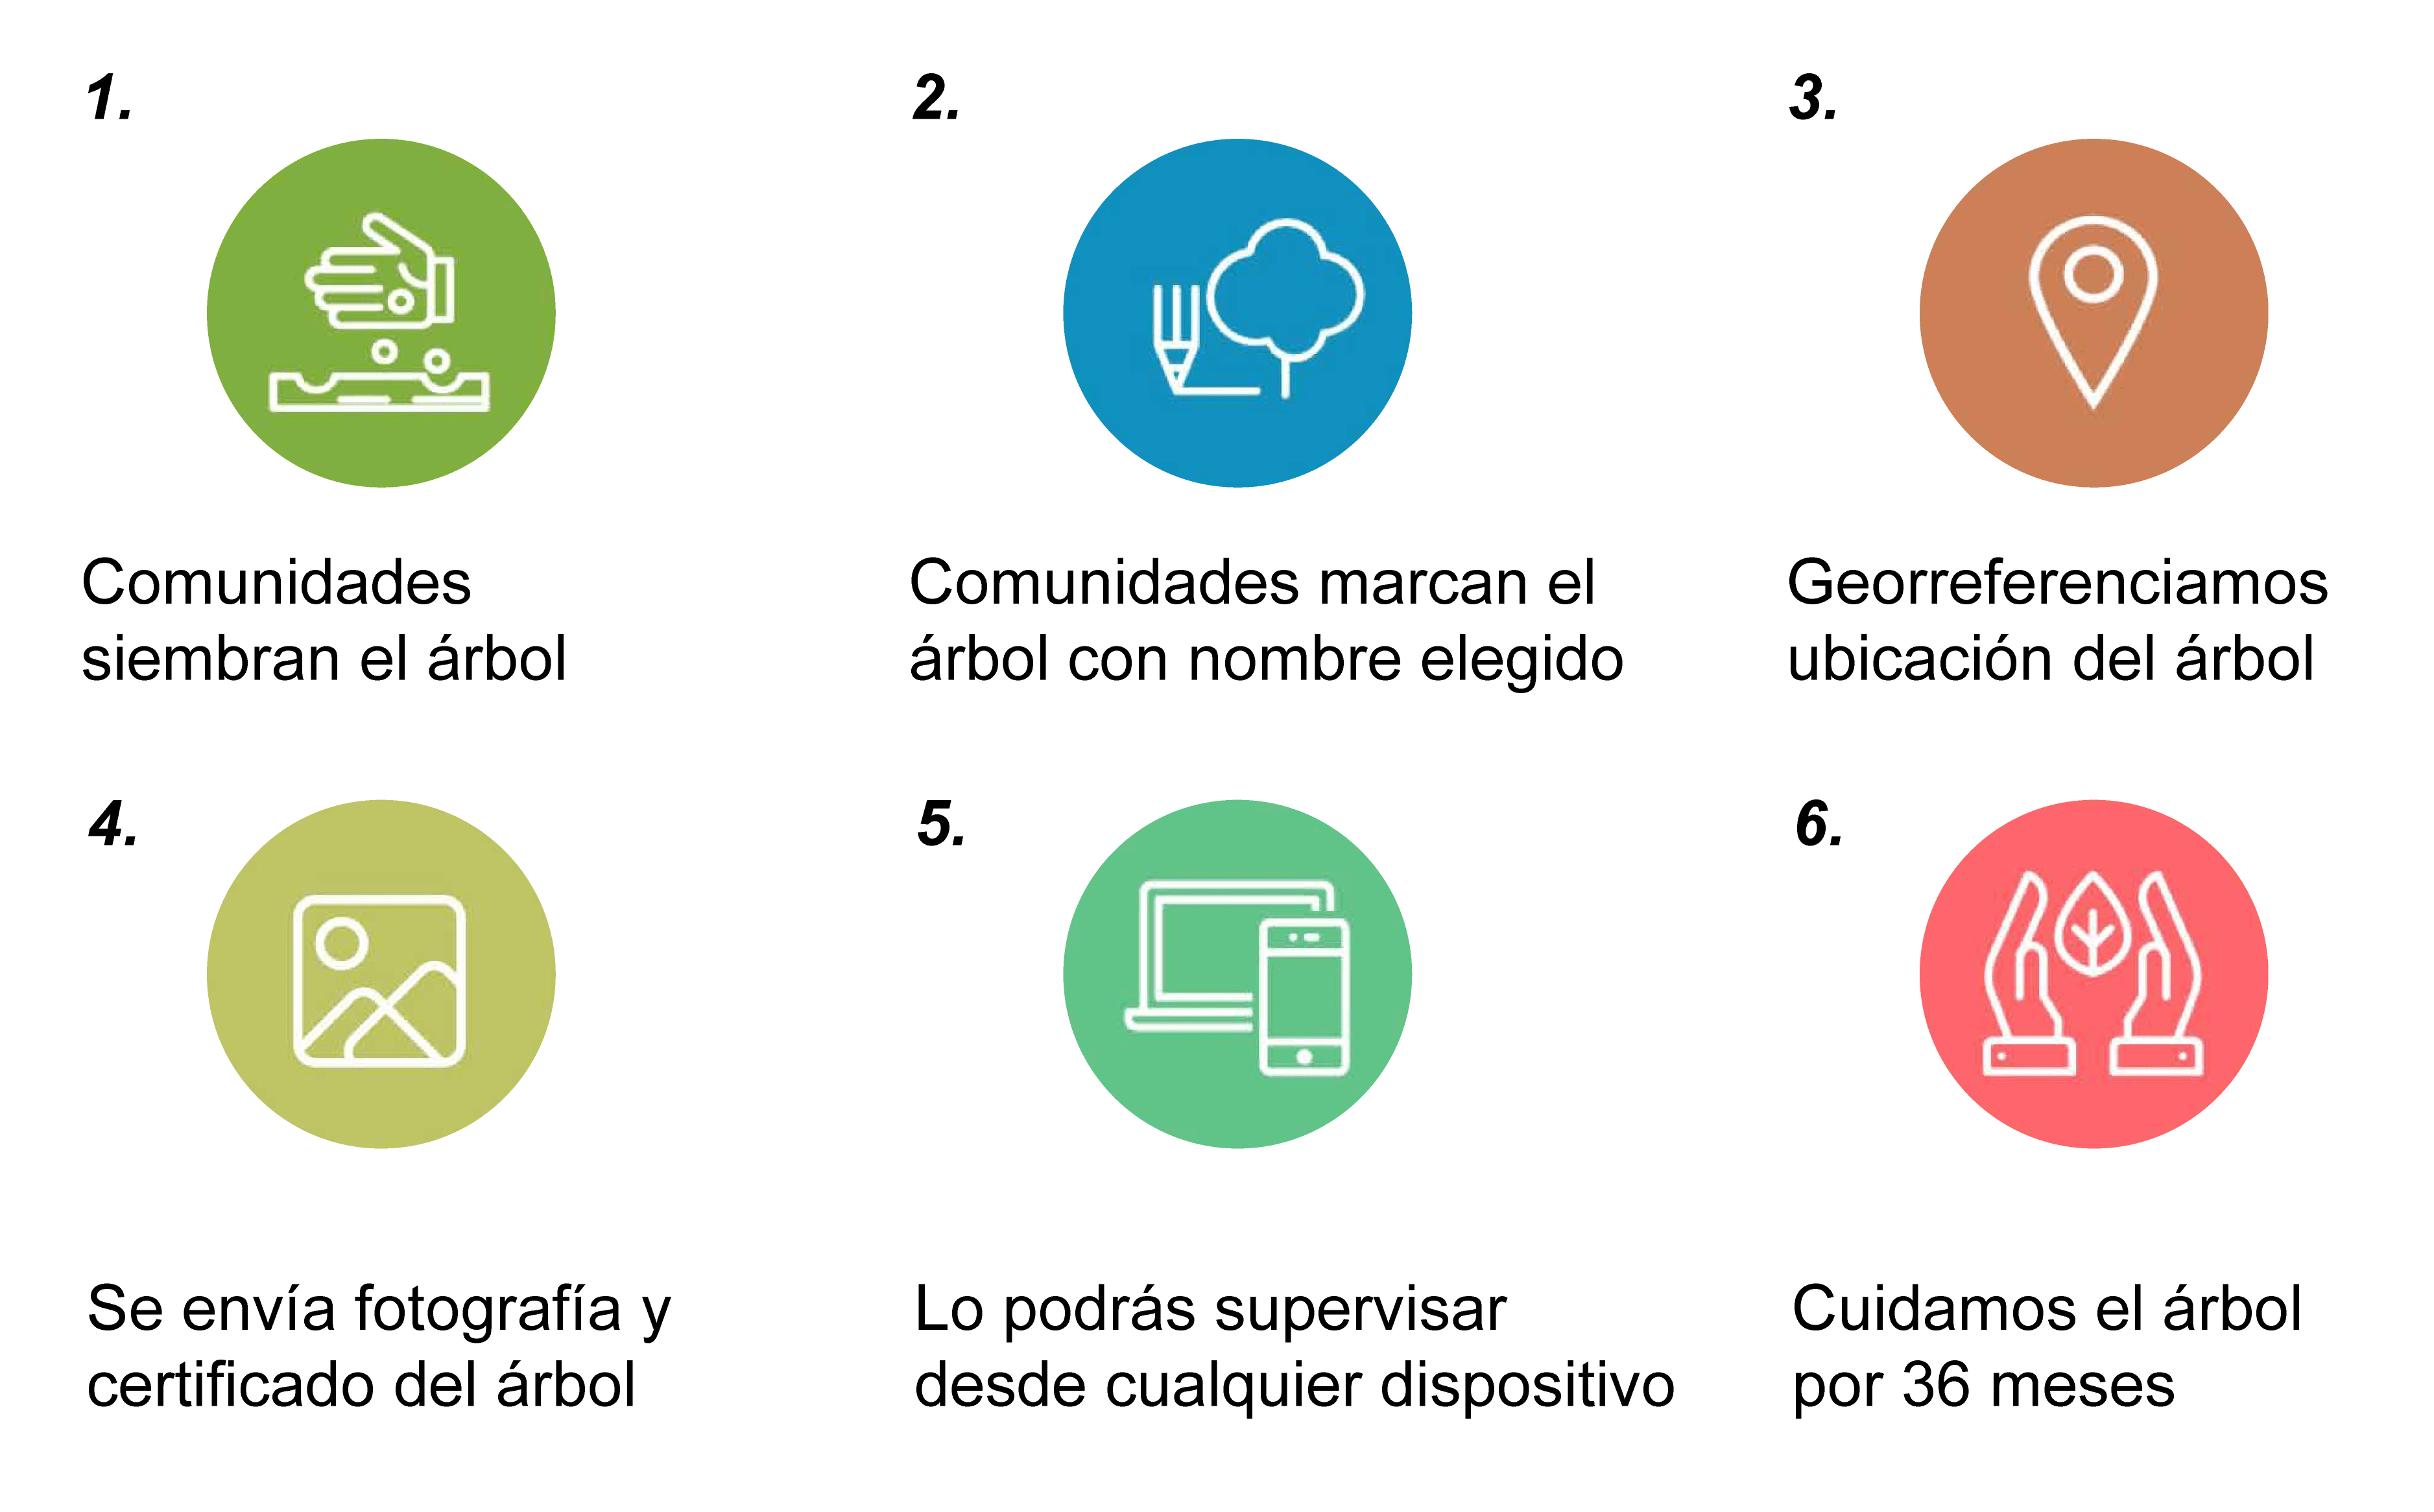 1.
Comunidades
siembran el árbol
2.
Comunidades marcan el
árbol con nombre elegido
3.
Georreferenciamos
ubicación del árbol
4.
Se envía fotografía y
certificado del árbol
5.
Lo podrás supervisar
desde cualquier dispositivo
6.
Cuidamos el árbol
por 36 meses